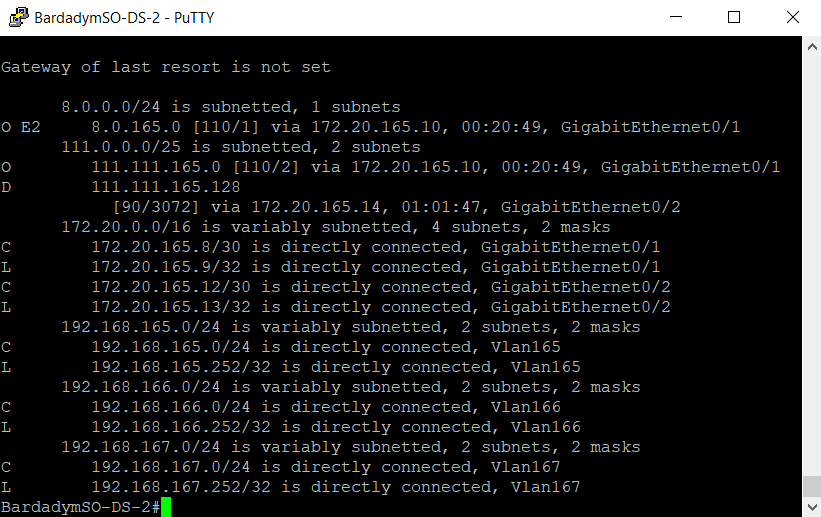 BardadymSO-DS-2 - PuTTY
Gateway of last resort is not set
      8.0.0.0/24 is subnetted, 1 subnets
O E2     8.0.165.0 [110/1] via 172.20.165.10, 00:20:49, GigabitEthernet0/1
      111.0.0.0/25 is subnetted, 2 subnets
O        111.111.165.0 [110/2] via 172.20.165.10, 00:20:49, GigabitEthernet0/1
D        111.111.165.128
           [90/3072] via 172.20.165.14, 01:01:47, GigabitEthernet0/2
      172.20.0.0/16 is variably subnetted, 4 subnets, 2 masks
C        172.20.165.8/30 is directly connected, GigabitEthernet0/1
L        172.20.165.9/32 is directly connected, GigabitEthernet0/1
C        172.20.165.12/30 is directly connected, GigabitEthernet0/2
L        172.20.165.13/32 is directly connected, GigabitEthernet0/2
      192.168.165.0/24 is variably subnetted, 2 subnets, 2 masks
C        192.168.165.0/24 is directly connected, Vlan165
L        192.168.165.252/32 is directly connected, Vlan165
      192.168.166.0/24 is variably subnetted, 2 subnets, 2 masks
C        192.168.166.0/24 is directly connected, Vlan166
L        192.168.166.252/32 is directly connected, Vlan166
      192.168.167.0/24 is variably subnetted, 2 subnets, 2 masks
C        192.168.167.0/24 is directly connected, Vlan167
L        192.168.167.252/32 is directly connected, Vlan167
BardadymSO-DS-2#